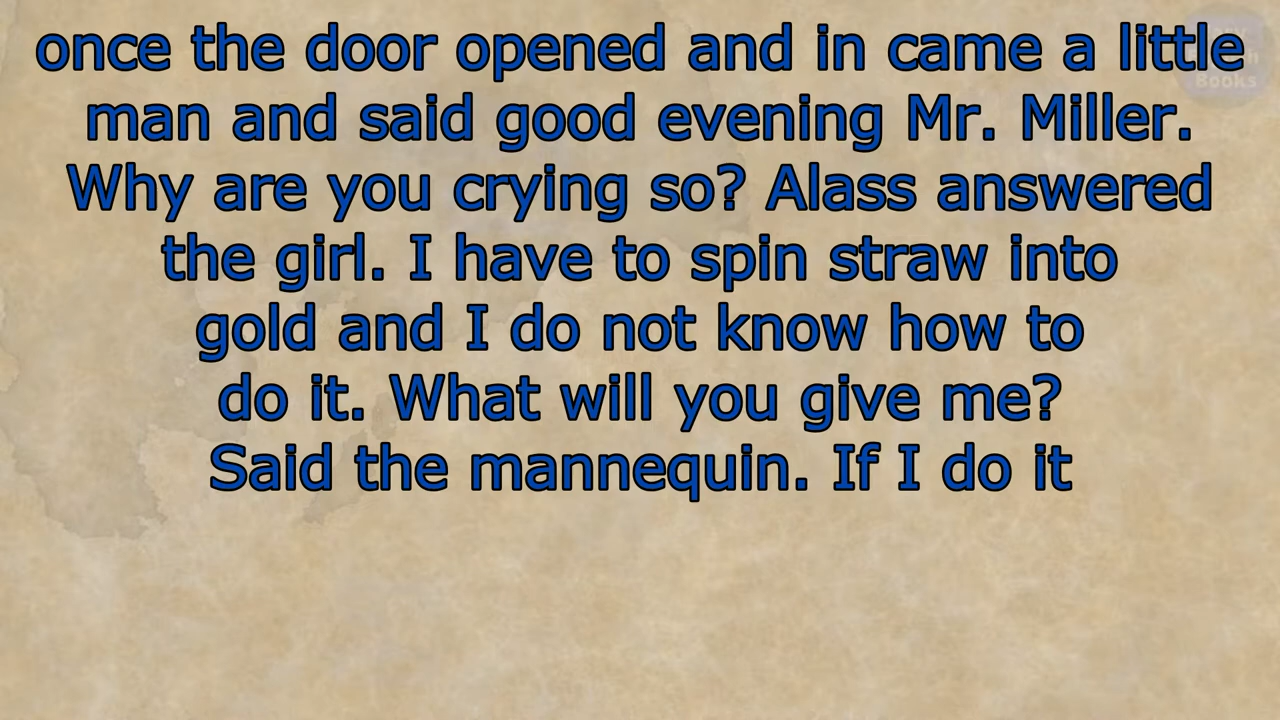 once the door opened and in came a little
man and said good evening Mr. Miller.
Why are you crying so? Alass answered
the girl. I have to spin straw into
gold and I do not know how to
do it. What will you give me?
Said the mannequin. If I do it
Books